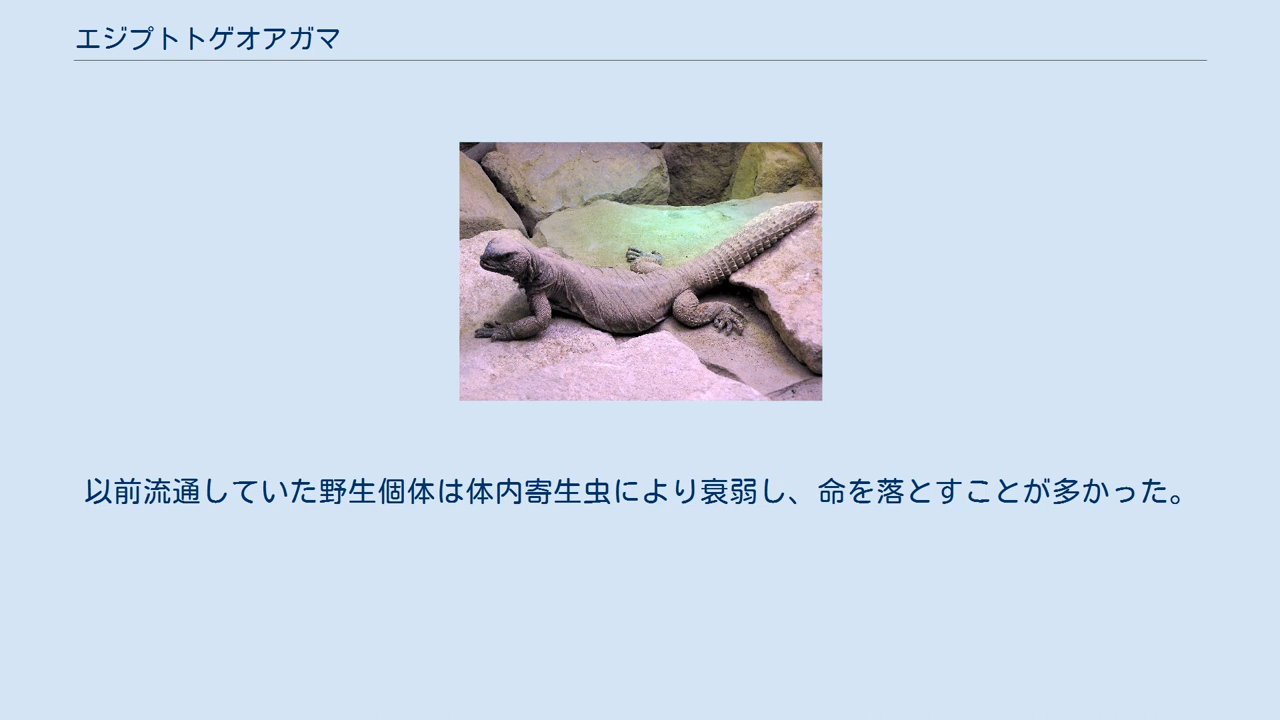 エジプトトゲオアガマ
以前流通していた野生個体は体内寄生虫により衰弱し、命を落とすことが多かった。